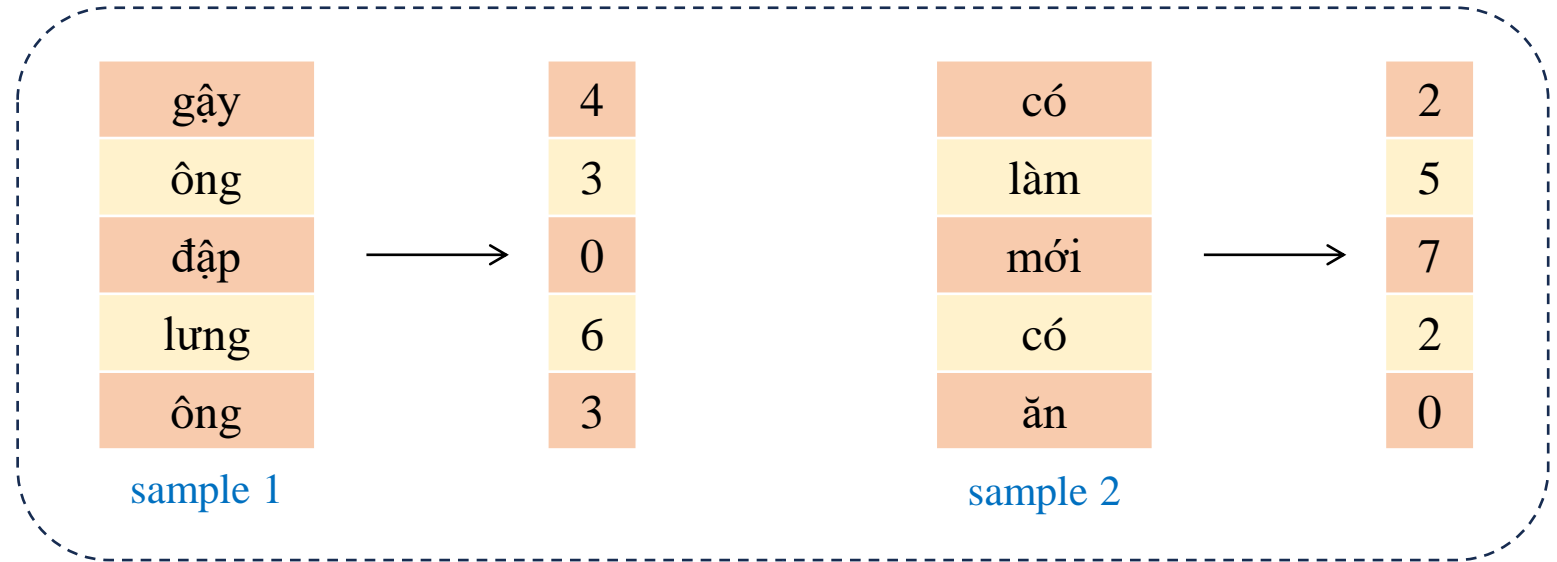 gậy 4
ông 3
đập 0
lưng 6
ông 3
sample 1
có 2
làm 5
mới 7
có 2
ăn 0
sample 2